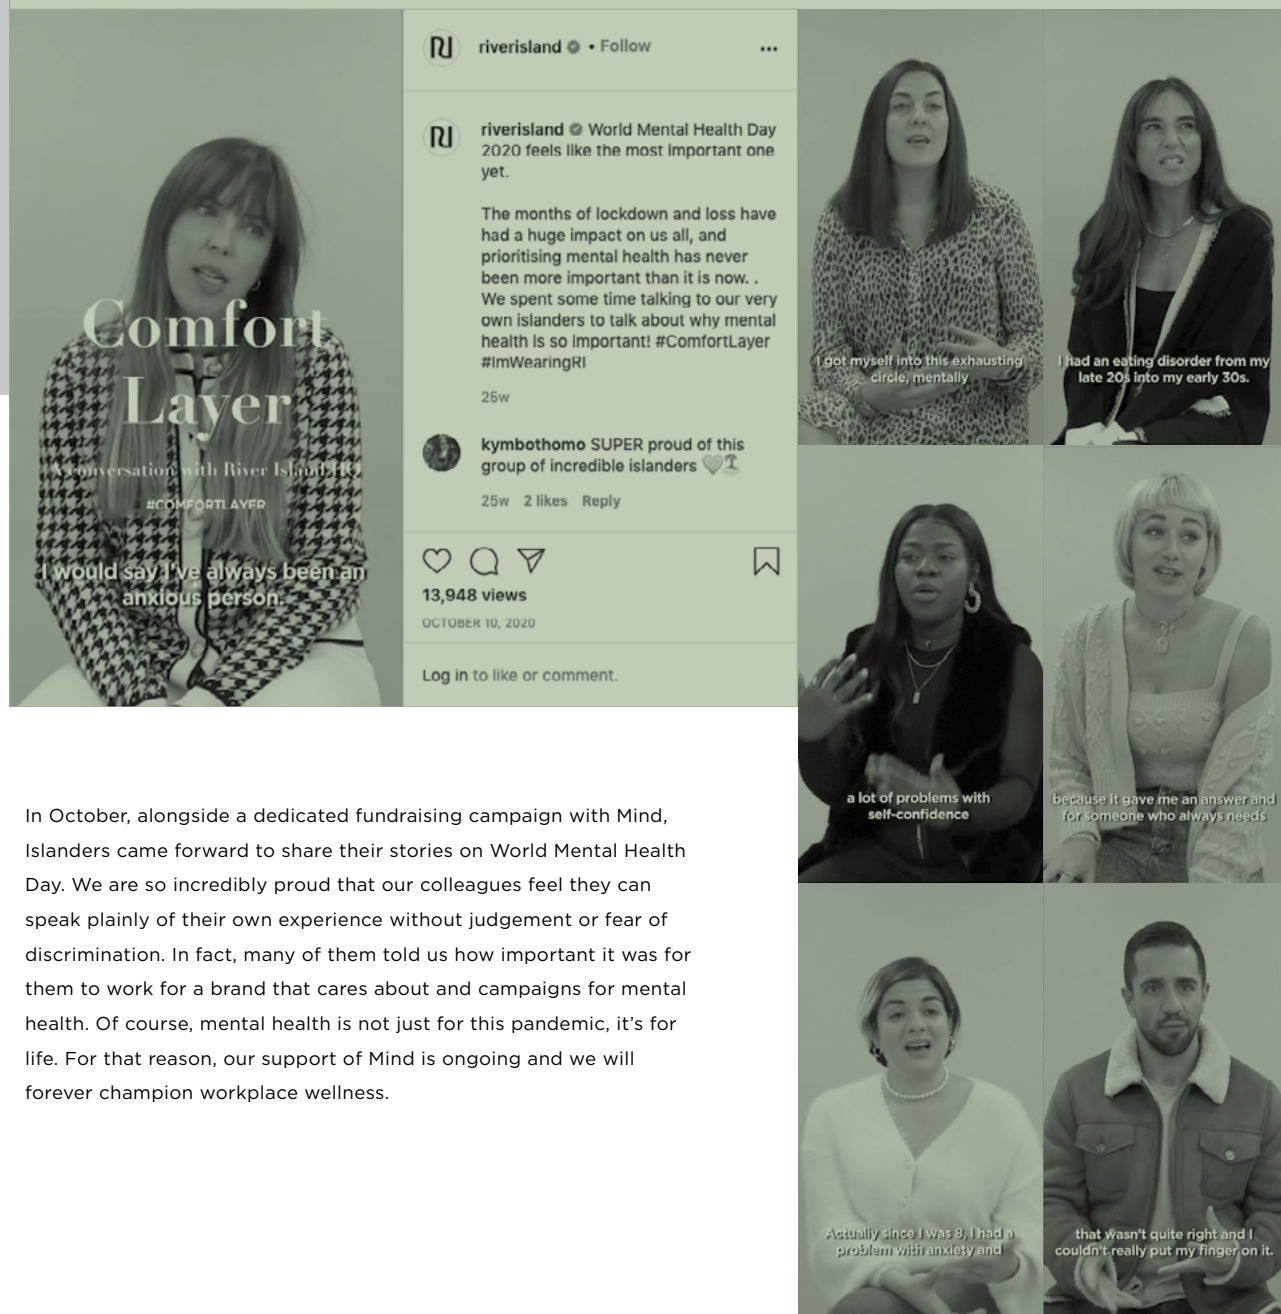 Comfort
Layer
A conversation with River Island HQ
#COMFORTLAYER
I would say I've always been an
anxious person.
riverisland • Follow
riverisland World Mental Health Day
2020 feels like the most important one
yet.
The months of lockdown and loss have
had a huge impact on us all, and
prioritising mental health has never
been more important than it is now. .
We spent some time talking to our very
own islanders to talk about why mental
health is so important! #ComfortLayer
#ImWearingRI
25w
kymbothomo SUPER proud of this
group of incredible islanders
25w 2 likes Reply
13,948 views
OCTOBER 10, 2020
Log in to like or comment.
I got myself into this exhausting
circle, mentally
I had an eating disorder from my
late 20s into my early 30s.
a lot of problems with
self-confidence
because it gave me an answer and
for someone who always needs
Actually since I was 8, I had a
problem with anxiety and
that wasn't quite right and I
couldn't really put my finger on it.
In October, alongside a dedicated fundraising campaign with Mind,
Islanders came forward to share their stories on World Mental Health
Day. We are so incredibly proud that our colleagues feel they can
speak plainly of their own experience without judgement or fear of
discrimination. In fact, many of them told us how important it was for
them to work for a brand that cares about and campaigns for mental
health. Of course, mental health is not just for this pandemic, it’s for
life. For that reason, our support of Mind is ongoing and we will
forever champion workplace wellness.